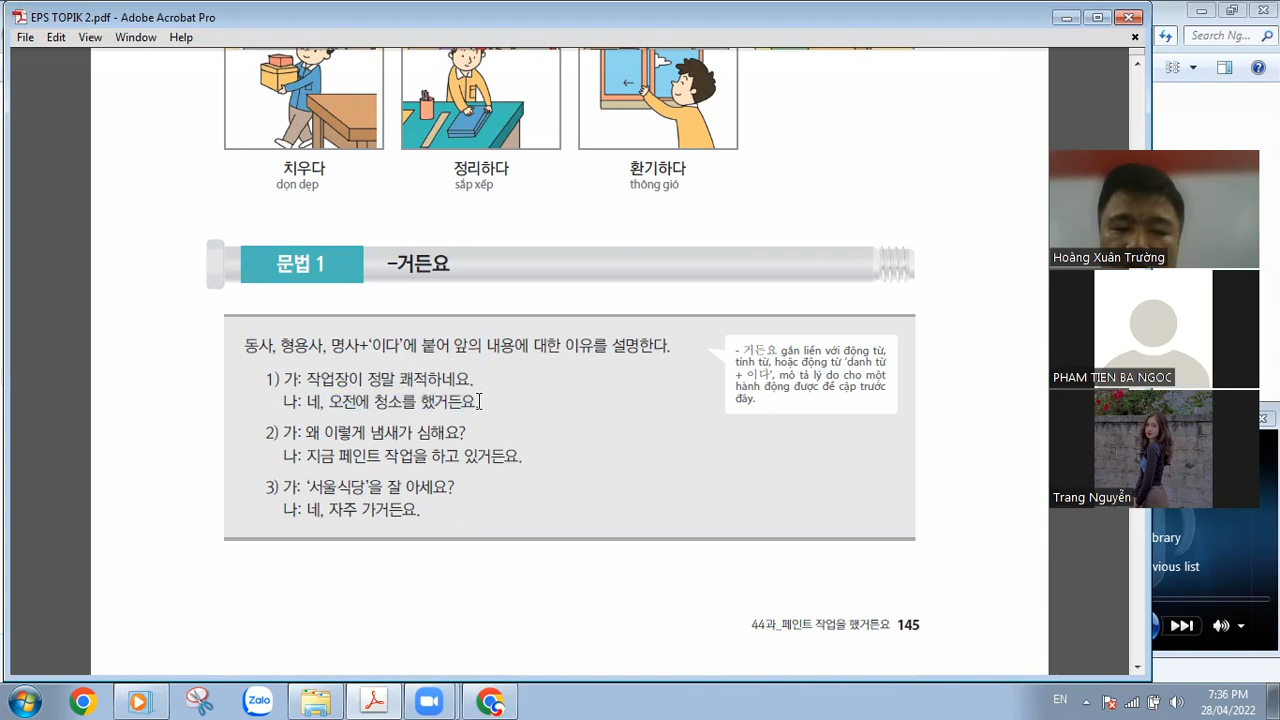 EPS TOPIK 2.pdf - Adobe Acrobat Pro
File Edit View Window Help
Search Ng...
치우다 정리하다 환기하다
dọn dẹp sắp xếp thông gió
문법 1 -거든요
동사, 형용사, 명사+‘이다’에 붙어 앞의 내용에 대한 이유를 설명한다.
1) 가: 작업장이 정말 쾌적하네요.
나: 네, 오전에 청소를 했거든요.
2) 가: 왜 이렇게 냄새가 심해요?
나: 지금 페인트 작업을 하고 있거든요.
3) 가: ‘서울식당’을 잘 아세요?
나: 네, 자주 가거든요.
- 거든요 gắn liền với động từ,
tính từ, hoặc động từ ‘danh từ
+ 이다’, mô tả lý do cho một
hành động được đề cập trước
đây.
44과_페인트 작업을 했거든요 145
Hoàng Xuân Trường
PHAM TIEN BA NGOC
Trang Nguyễn
ibrary
vious list
Zalo
EN
7:36 PM
28/04/2022